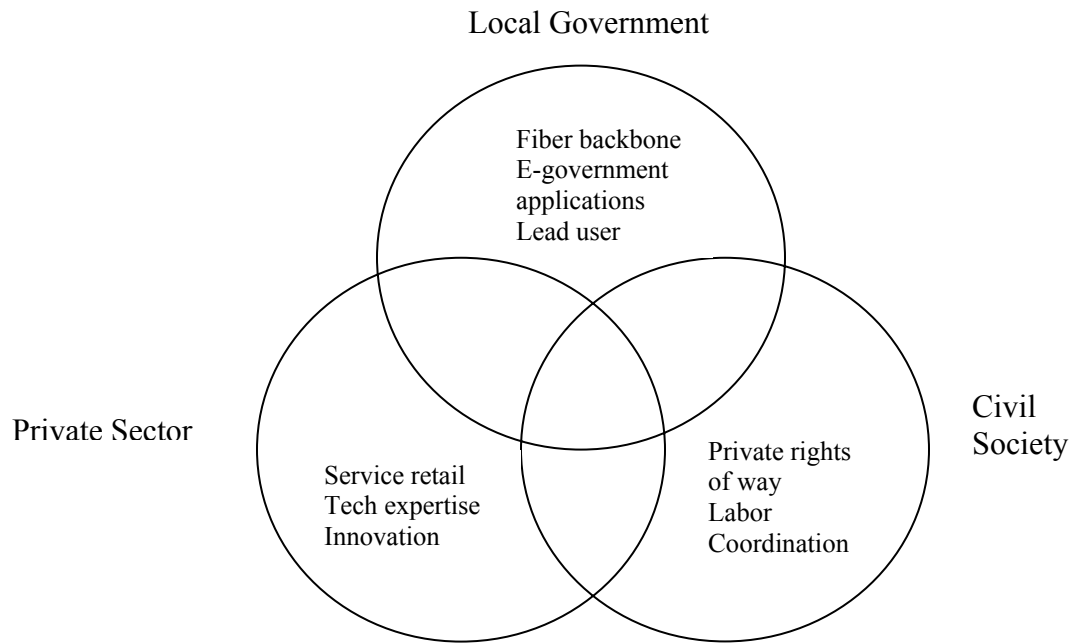 Local Government
Fiber backbone
E-government
applications
Lead user
Private Sector
Service retail
Tech expertise
Innovation
Civil
Society
Private rights
of way
Labor
Coordination